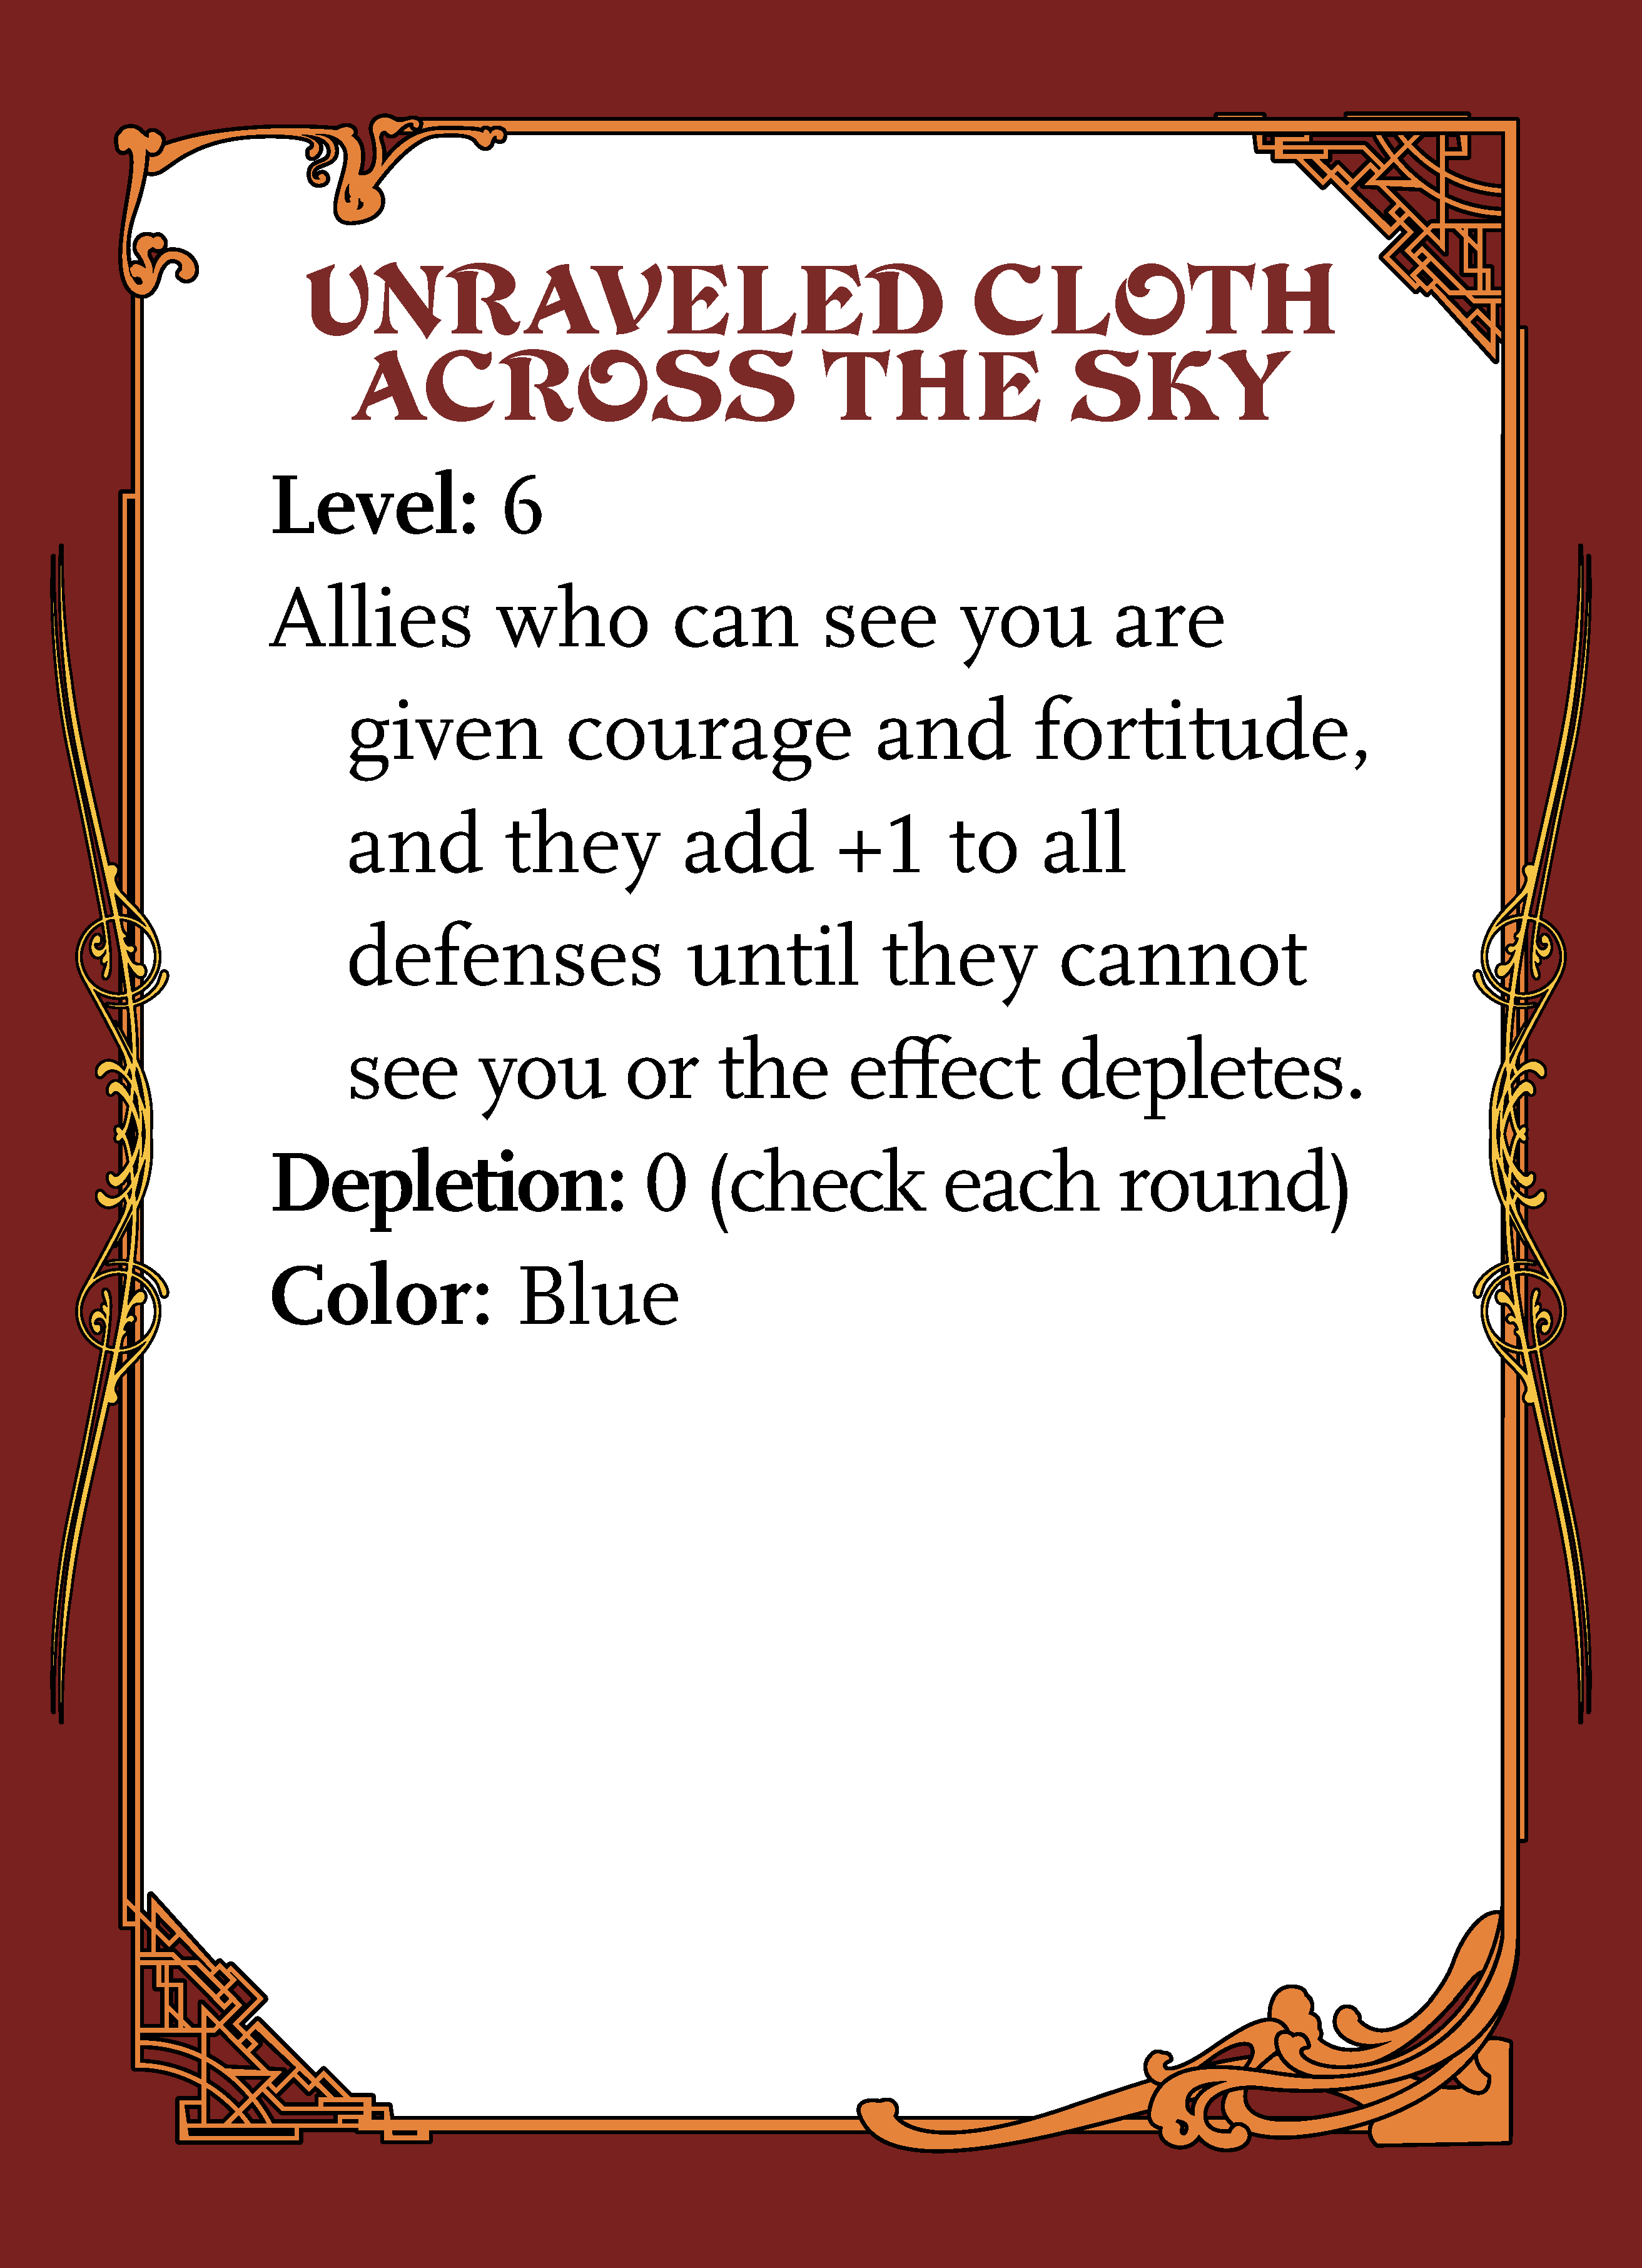 UNRAVELED CLOTH
ACROSS THE SKY
Level: 6
Allies who can see you are
given courage and fortitude,
and they add +1 to all
defenses until they cannot
see you or the effect depletes.
Depletion: 0 (check each round)
Color: Blue